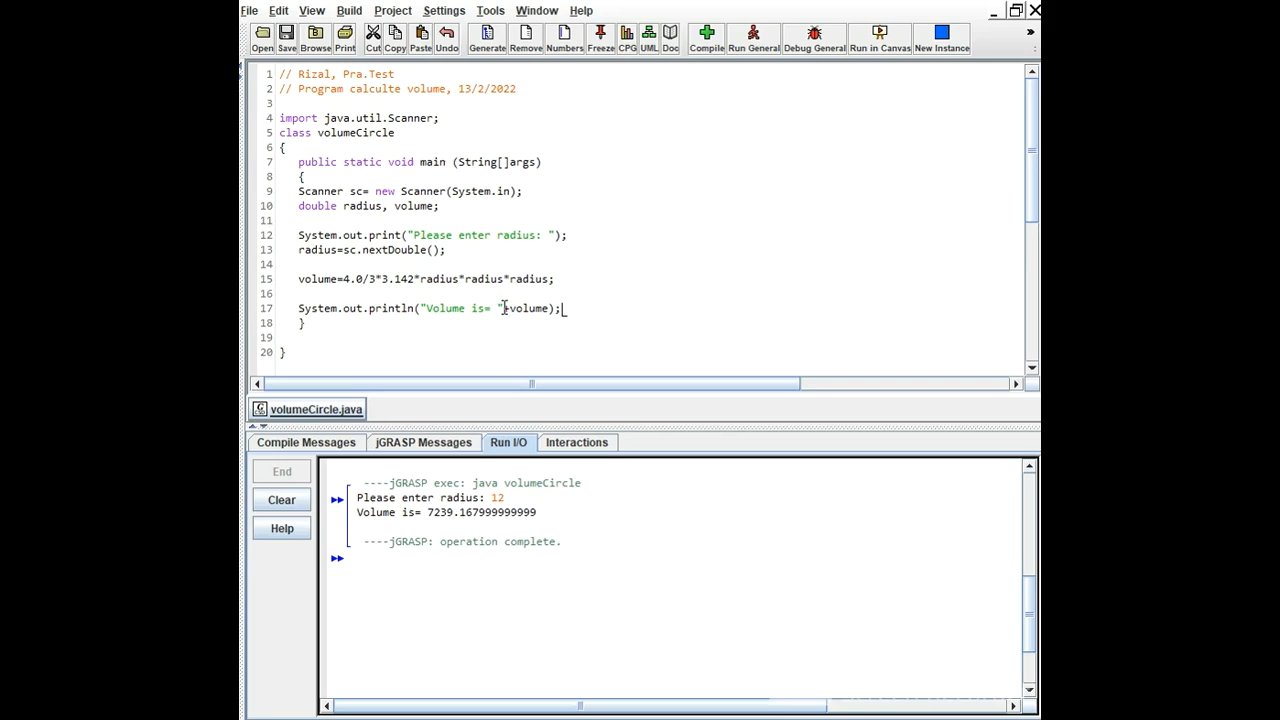 File Edit View Build Project Settings Tools Window Help
Open Save Browse Print Cut Copy Paste Undo Generate Remove Numbers Freeze CPG UML Doc Compile Run General Debug General Run in Canvas New Instance
1 // Rizal, Pra.Test
2 // Program calculte volume, 13/2/2022
3
4 import java.util.Scanner;
5 class volumeCircle
6 {
7 public static void main (String[]args)
8 {
9 Scanner sc= new Scanner(System.in);
10 double radius, volume;
11
12 System.out.print("Please enter radius: ");
13 radius=sc.nextDouble();
14
15 volume=4.0/3*3.142*radius*radius*radius;
16
17 System.out.println("Volume is= "+volume);
18 }
19
20 }
volumeCircle.java
Compile Messages jGRASP Messages Run I/O Interactions
End
Clear
Help
----jGRASP exec: java volumeCircle
Please enter radius: 12
Volume is= 7239.167999999999
----jGRASP: operation complete.